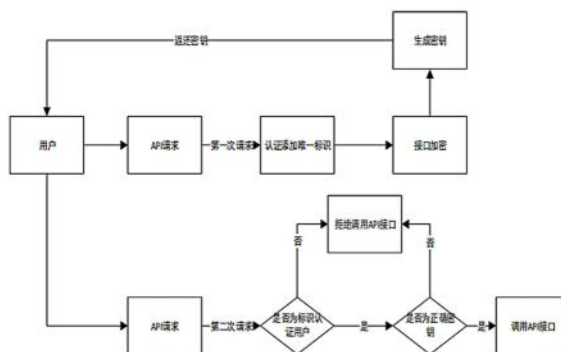 返还密钥
生成密钥
用户
API请求
第一次请求
认证添加唯一标识
接口加密
拒绝调用API接口
否
否
API请求
第二次请求
是否为标识认
证用户
是
是否为正确密
钥
是
调用API接口